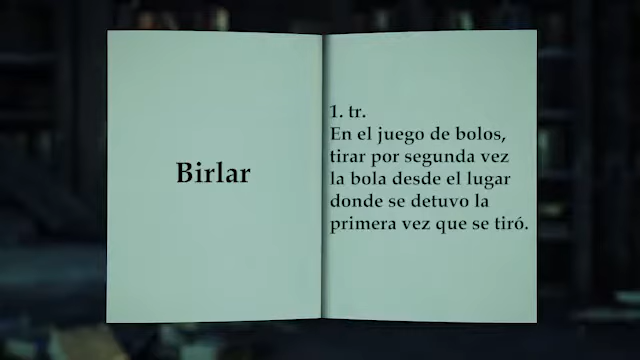 Birlar
1. tr.
En el juego de bolos,
tirar por segunda vez
la bola desde el lugar
donde se detuvo la
primera vez que se tiró.